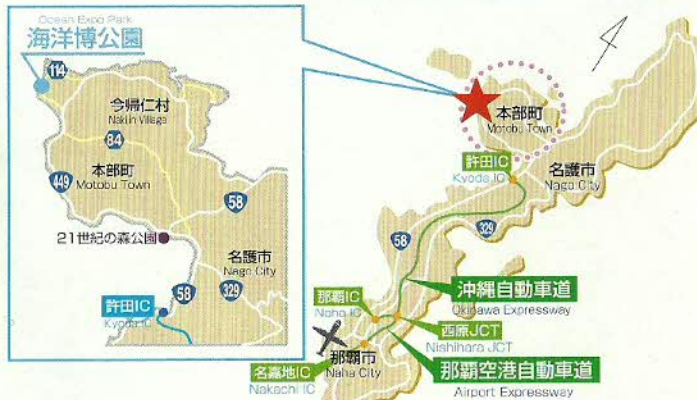 Ocean Expo Park
海洋博公園
114
今帰仁村
Nakijin Village
84
本部町
Motobu Town
449
58
21世紀の森公園
名護市
Nago City
58
329
許田IC
Kyoda IC
本部町
Motobu Town
許田IC
Kyoda IC
名護市
Nago City
329
58
沖縄自動車道
Okinawa Expressway
那覇IC
Naha IC
西原JCT
Nishihara JCT
那覇市
Naha City
名嘉地IC
Nakachi IC
那覇空港自動車道
Airport Expressway